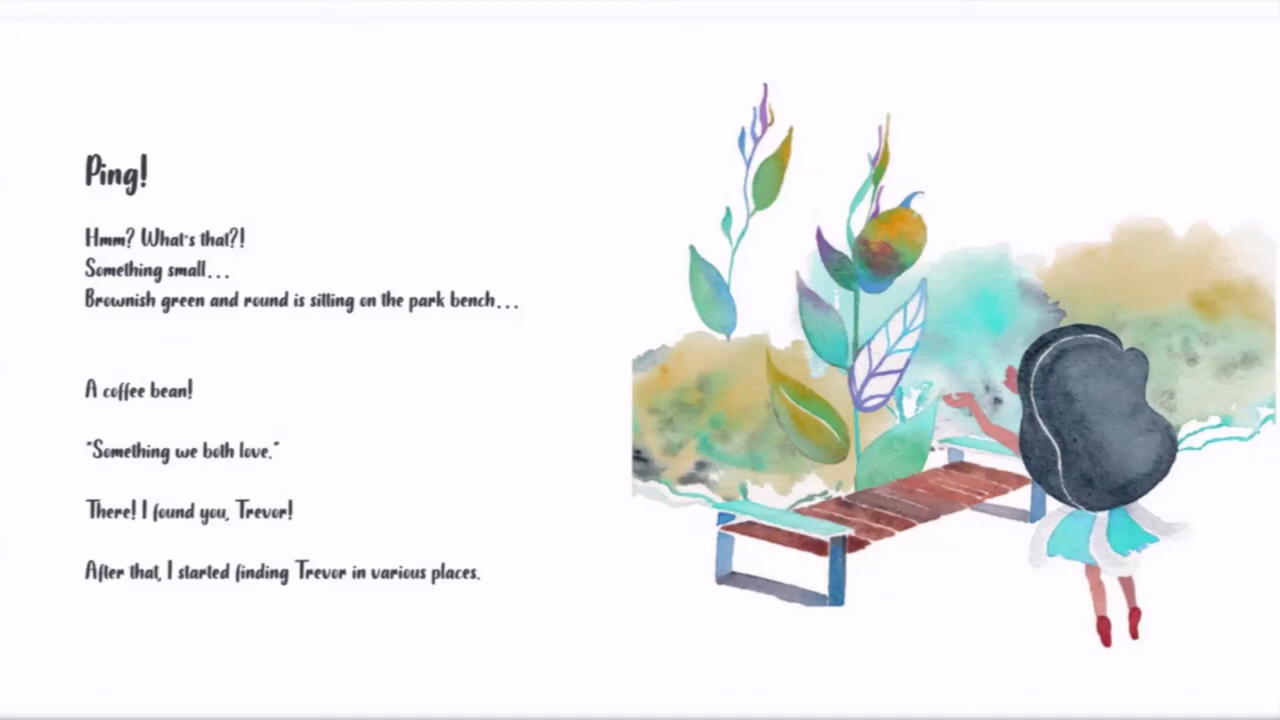 Ping!
Hmm? What's that?!
Something small...
Brownish green and round is sitting on the park bench...
A coffee bean!
"Something we both love."
There! I found you, Trevor!
After that, I started finding Trevor in various places.